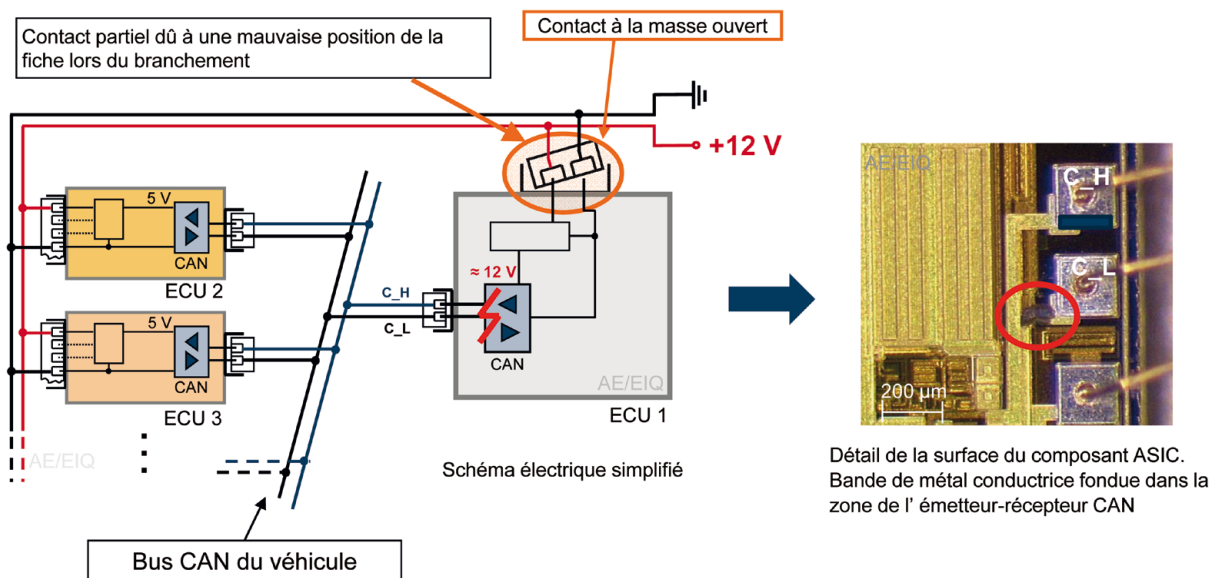 Contact partiel dû à une mauvaise position de la
fiche lors du branchement
Contact à la masse ouvert
+12 V
5 V
CAN
ECU 2
5 V
CAN
ECU 3
AE/EIQ
C_H
C_L
≈ 12 V
CAN
AE/EIQ
ECU 1
Schéma électrique simplifié
Bus CAN du véhicule
AE/EIQ
C_H
C_L
200 µm
Détail de la surface du composant ASIC.
Bande de métal conductrice fondue dans la
zone de l' émetteur-récepteur CAN